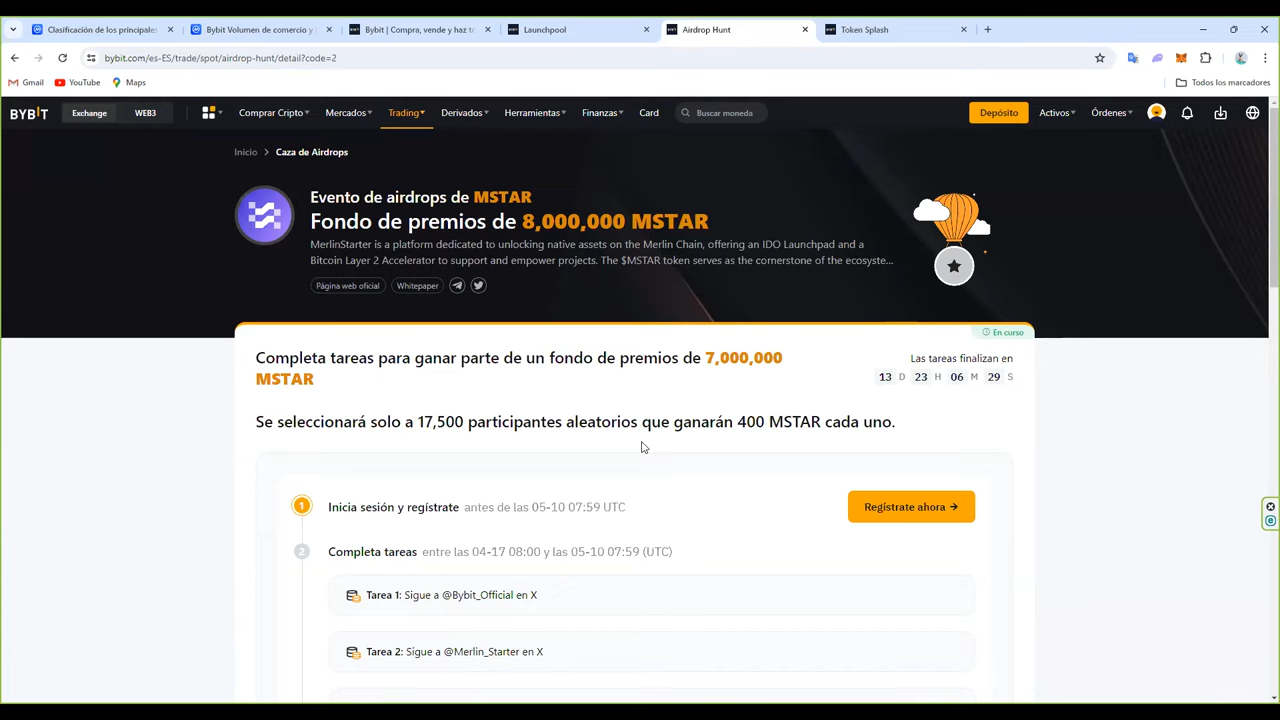 Clasificación de los principales
Bybit Volumen de comercio y
Bybit | Compra, vende y haz tr
Launchpool
Airdrop Hunt
Token Splash
bybit.com/es-ES/trade/spot/airdrop-hunt/detail?code=2
Gmail
YouTube
Maps
Todos los marcadores
BYBIT
Exchange
WEB3
Comprar Cripto
Mercados
Trading
Derivados
Herramientas
Finanzas
Card
Buscar moneda
Depósito
Activos
Órdenes
Inicio > Caza de Airdrops
Evento de airdrops de MSTAR
Fondo de premios de 8,000,000 MSTAR
MerlinStarter is a platform dedicated to unlocking native assets on the Merlin Chain, offering an IDO Launchpad and a
Bitcoin Layer 2 Accelerator to support and empower projects. The $MSTAR token serves as the cornerstone of the ecosyste...
Página web oficial
Whitepaper
En curso
Completa tareas para ganar parte de un fondo de premios de 7,000,000
MSTAR
Las tareas finalizan en
13 D 23 H 06 M 29 S
Se seleccionará solo a 17,500 participantes aleatorios que ganarán 400 MSTAR cada uno.
1
Inicia sesión y regístrate antes de las 05-10 07:59 UTC
Regístrate ahora →
2
Completa tareas entre las 04-17 08:00 y las 05-10 07:59 (UTC)
Tarea 1: Sigue a @Bybit_Official en X
Tarea 2: Sigue a @Merlin_Starter en X